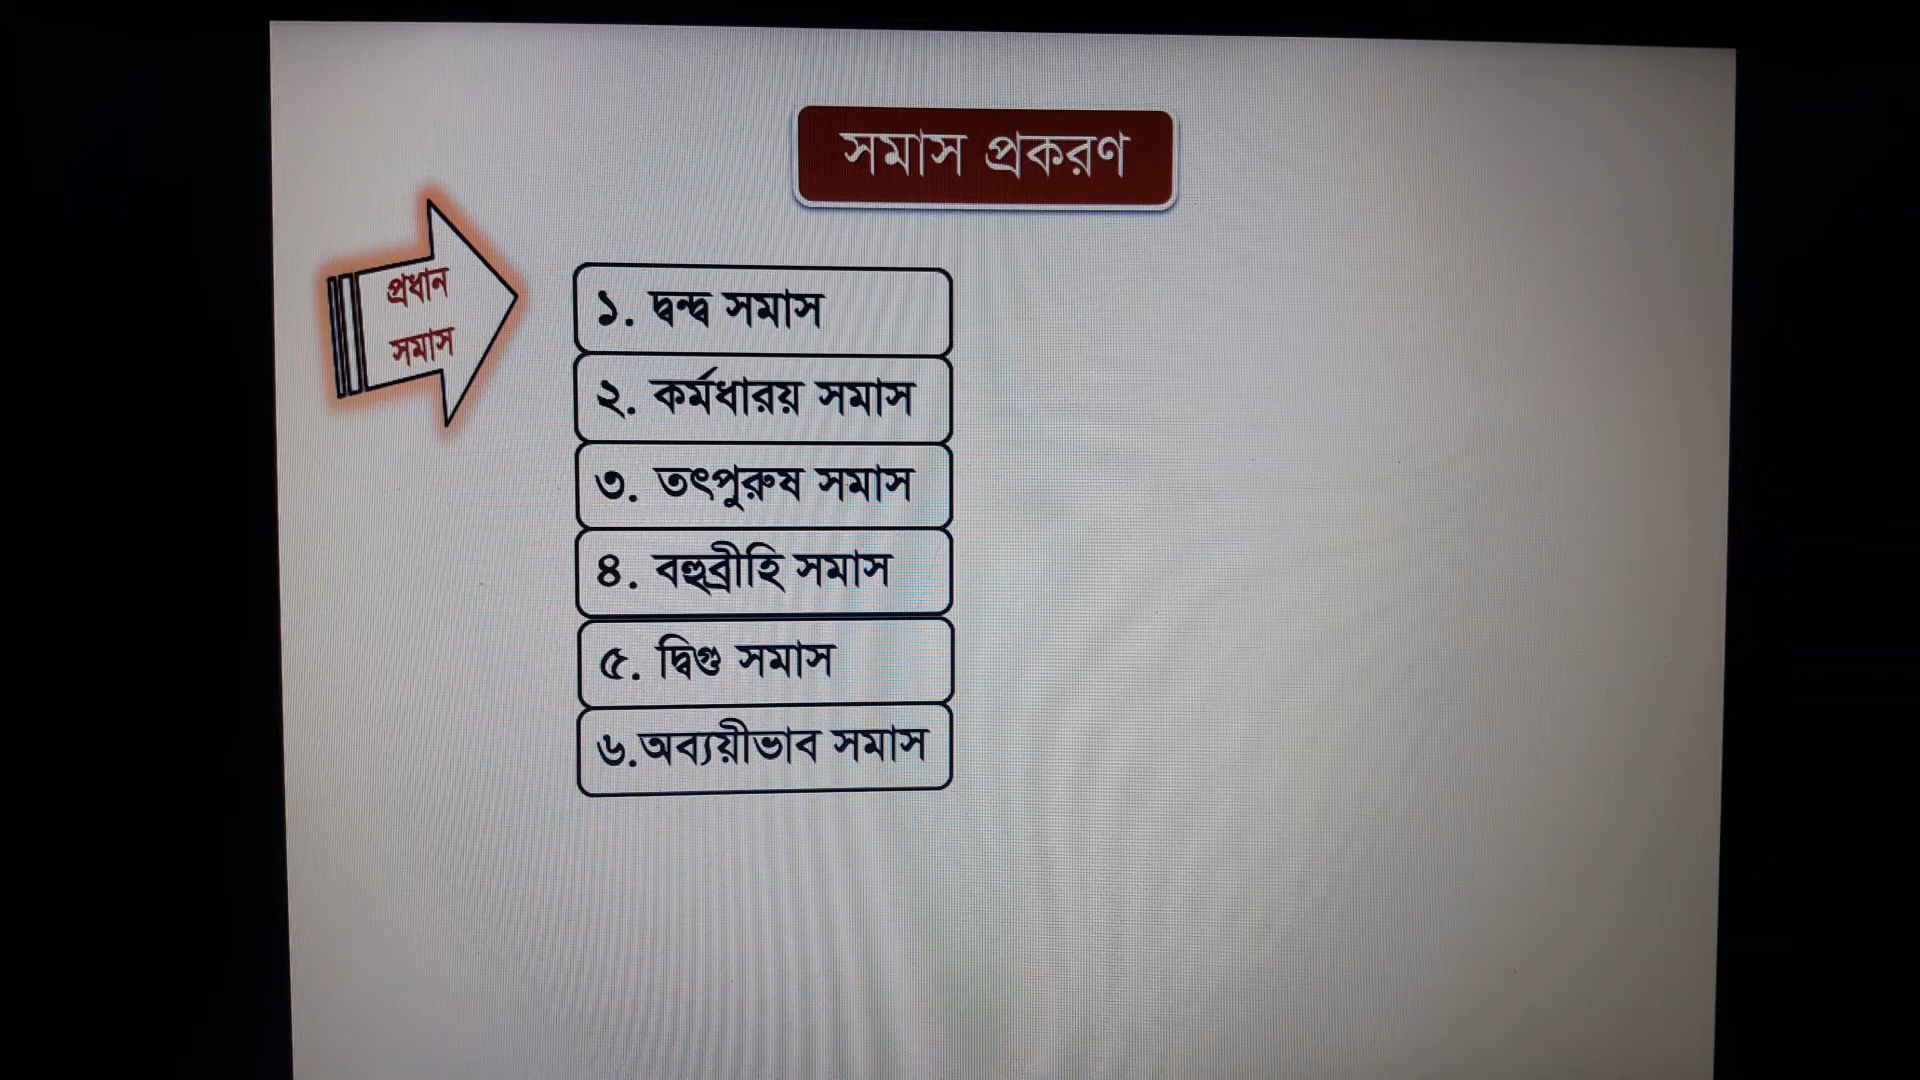 সমাস প্রকরণ
প্রধান
সমাস
১. দ্বন্দ্ব সমাস
২. কর্মধারয় সমাস
৩. তৎপুরুষ সমাস
৪. বহুব্রীহি সমাস
৫. দ্বিগু সমাস
৬.অব্যয়ীভাব সমাস